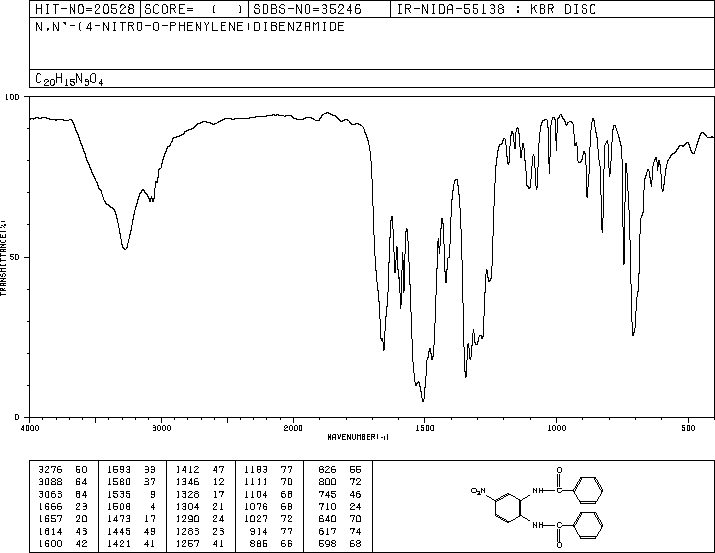 HIT-NO=20528 SCORE= ( ) SDBS-NO=35246 IR-NIDA-55138 : KBR DISC
N,N'-(4-NITRO-O-PHENYLENE)DIBENZAMIDE
C20H15N3O4
100
50
0
TRANSMITTANCE(%)
4000 3000 2000 1500 1000 500
WAVENUMBER(-1)
3276 50 1593 33 1412 47 1183 77 826 55
3088 64 1580 37 1346 12 1111 70 800 72
3063 64 1535 9 1328 17 1104 68 745 46
1666 23 1508 4 1304 21 1076 68 710 24
1657 20 1473 17 1290 24 1027 72 640 70
1614 43 1445 49 1283 23 914 77 617 74
1600 42 1421 41 1257 41 885 66 598 68
O
NH C
O2N
NH C
O